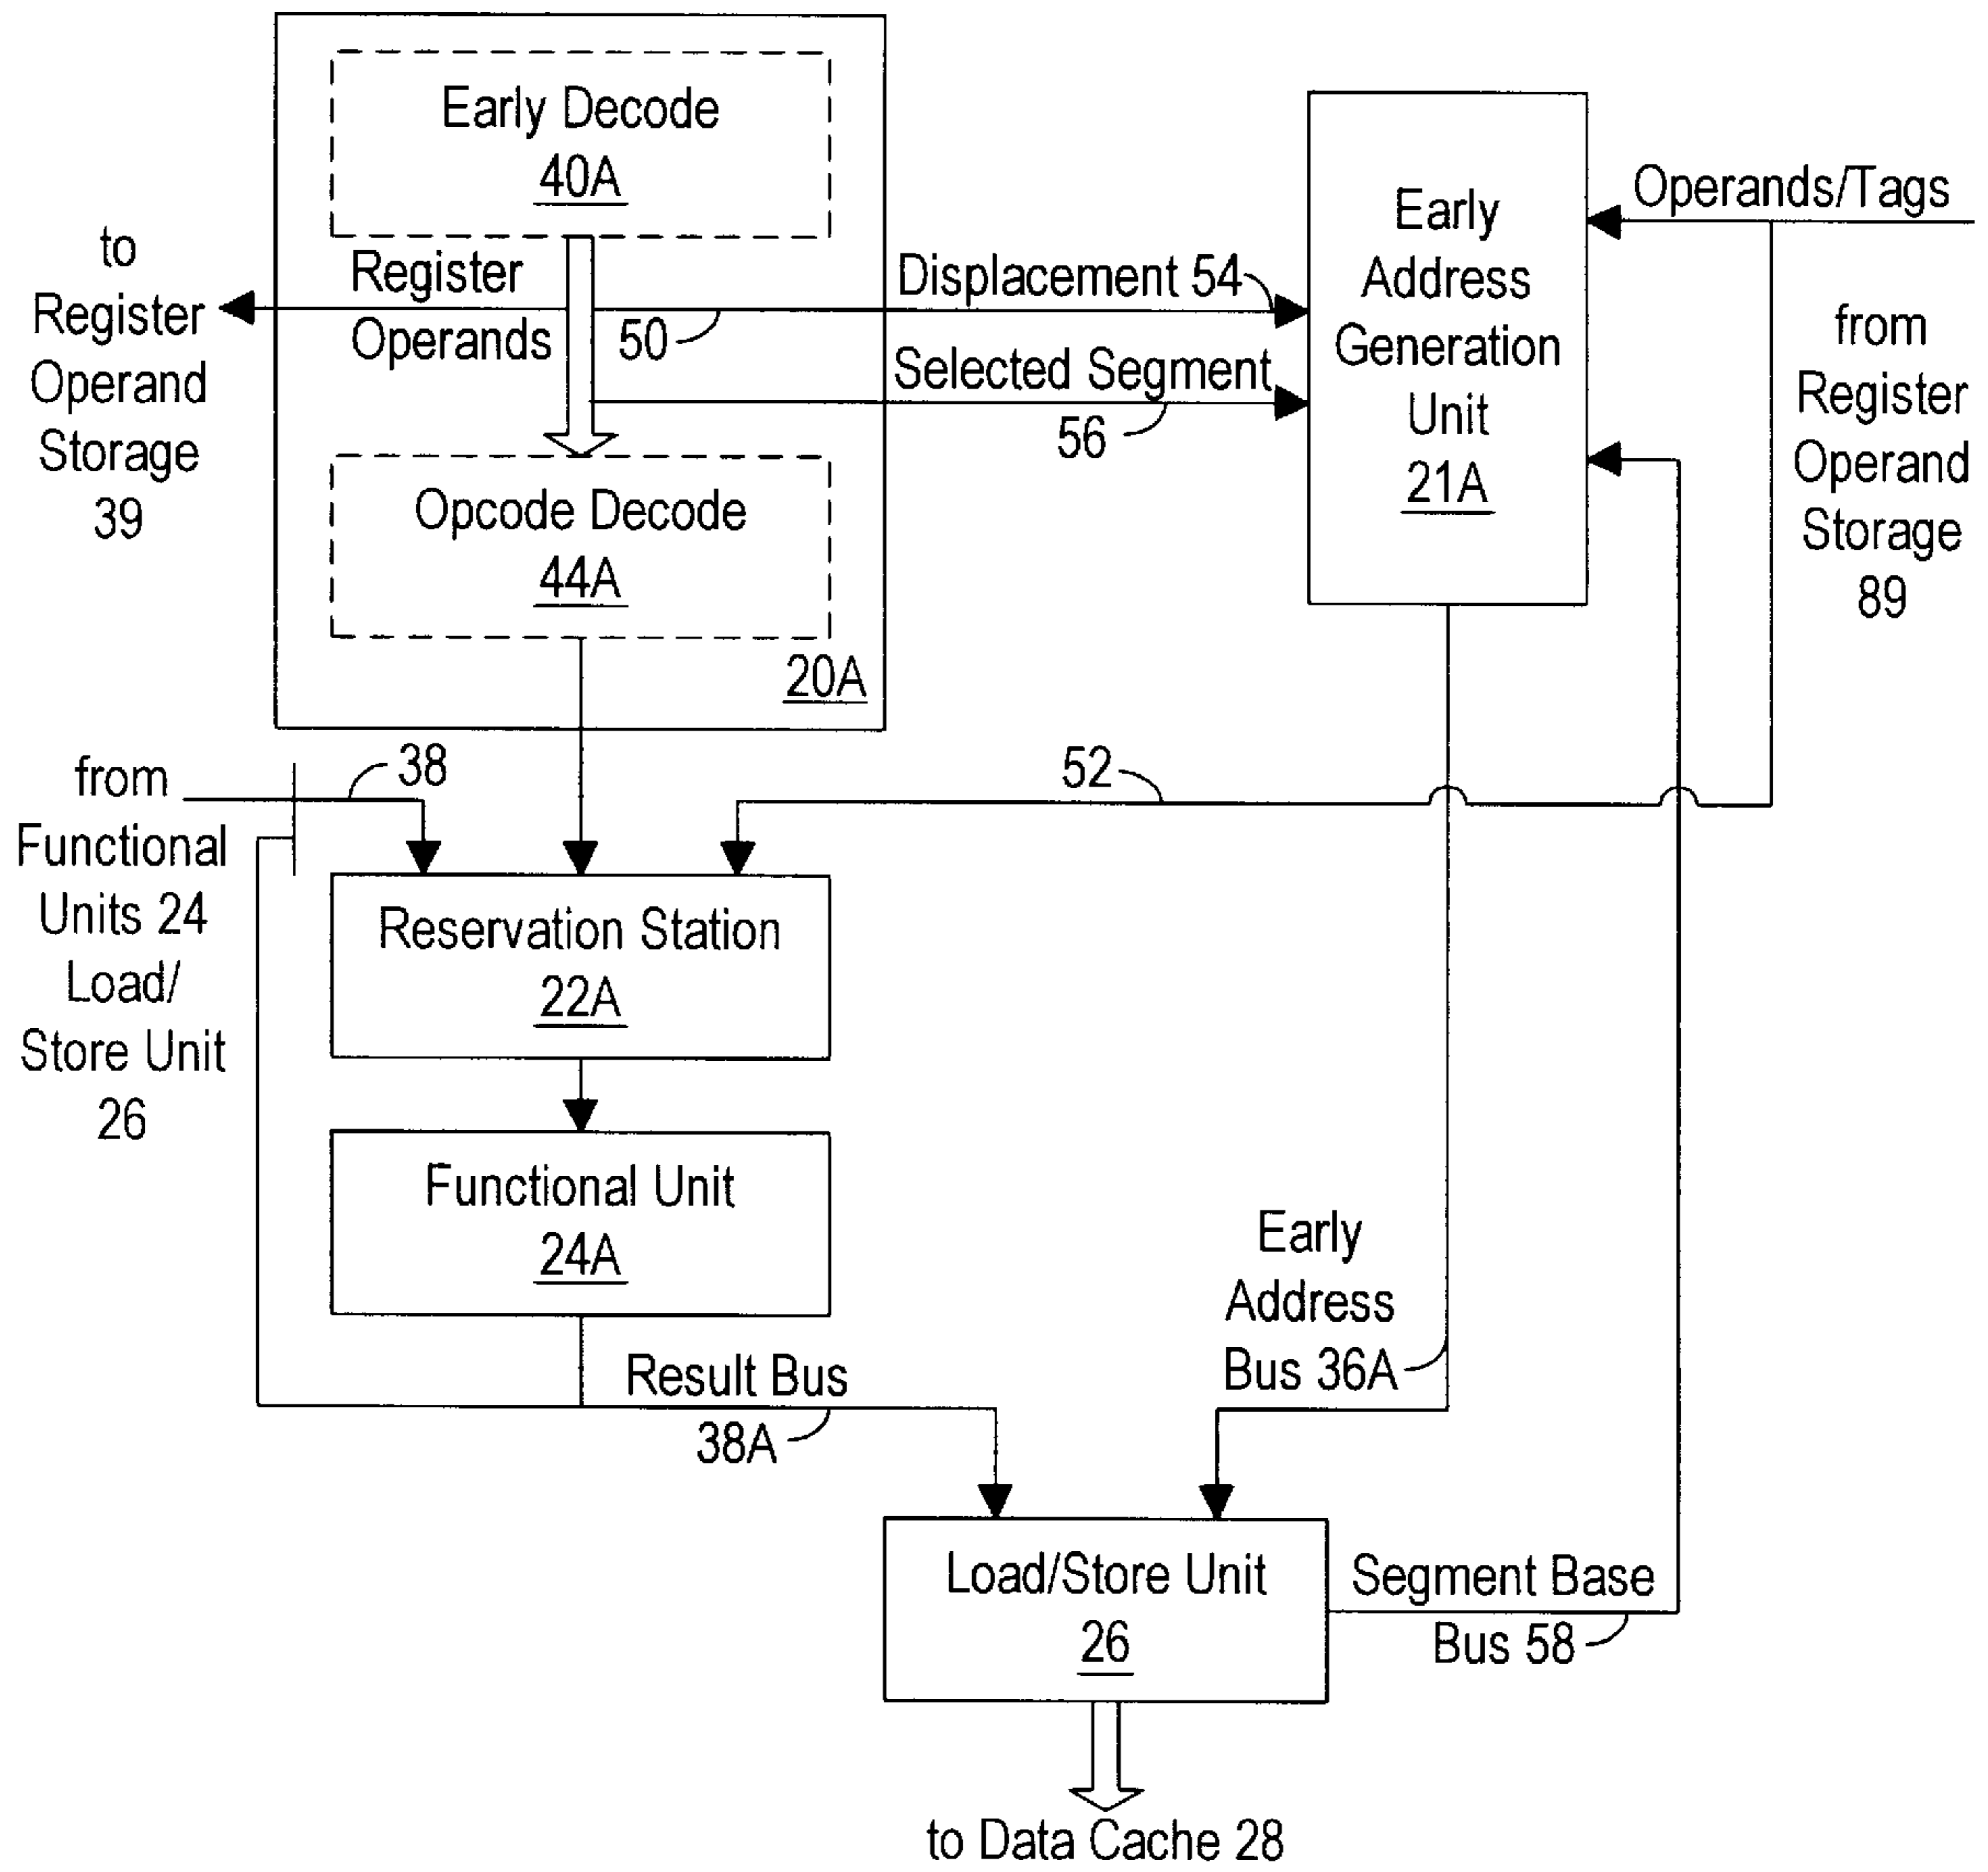 Early Decode
40A
to
Register
Operand
Storage
39
Register
Operands
50
Displacement 54
Selected Segment
56
Early
Address
Generation
Unit
21A
Operands/Tags
from
Register
Operand
Storage
89
Opcode Decode
44A
20A
from
Functional
Units 24
Load/
Store Unit
26
38
52
Reservation Station
22A
Functional Unit
24A
Result Bus
38A
Early
Address
Bus 36A
Load/Store Unit
26
Segment Base
Bus 58
to Data Cache 28